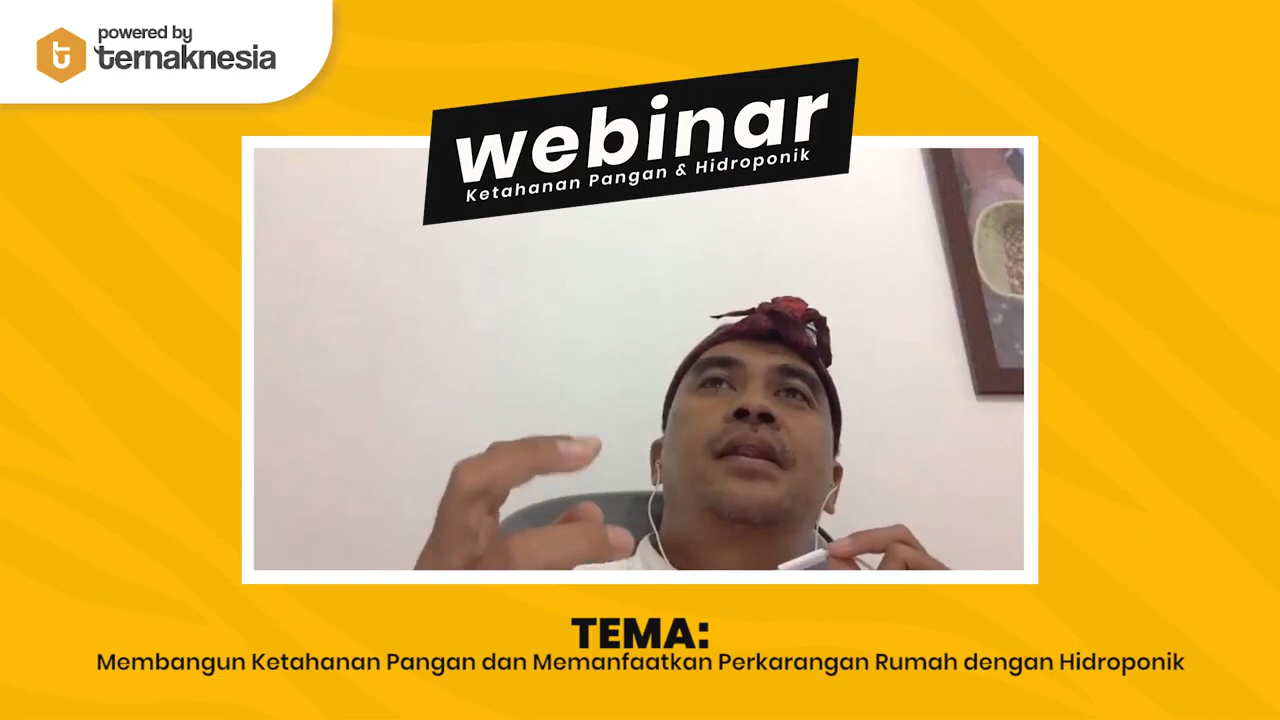 powered by
ternaknesia
webinar
Ketahanan Pangan & Hidroponik
TEMA:
Membangun Ketahanan Pangan dan Memanfaatkan Perkarangan Rumah dengan Hidroponik